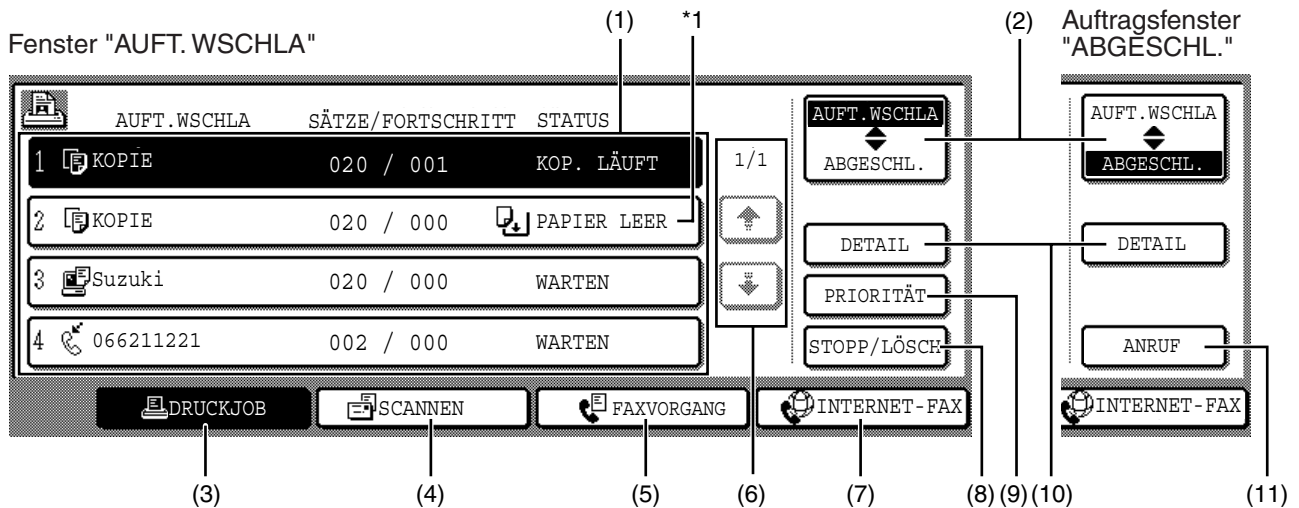 (1) *1 (2) Auftragsfenster
Fenster "AUFT. WSCHLA" "ABGESCHL."
AUFT.WSCHLA SÄTZE/FORTSCHRITT STATUS
1 KOPIE 020 / 001 KOP. LÄUFT
2 KOPIE 020 / 000 PAPIER LEER
3 Suzuki 020 / 000 WARTEN
4 066211221 002 / 000 WARTEN
1/1
AUFT.WSCHLA
ABGESCHL.
DETAIL
PRIORITÄT
STOPP/LÖSCH
AUFT.WSCHLA
ABGESCHL.
DETAIL
ANRUF
DRUCKJOB SCANNEN FAXVORGANG INTERNET-FAX INTERNET-FAX
(3) (4) (5) (6) (7) (8) (9) (10) (11)